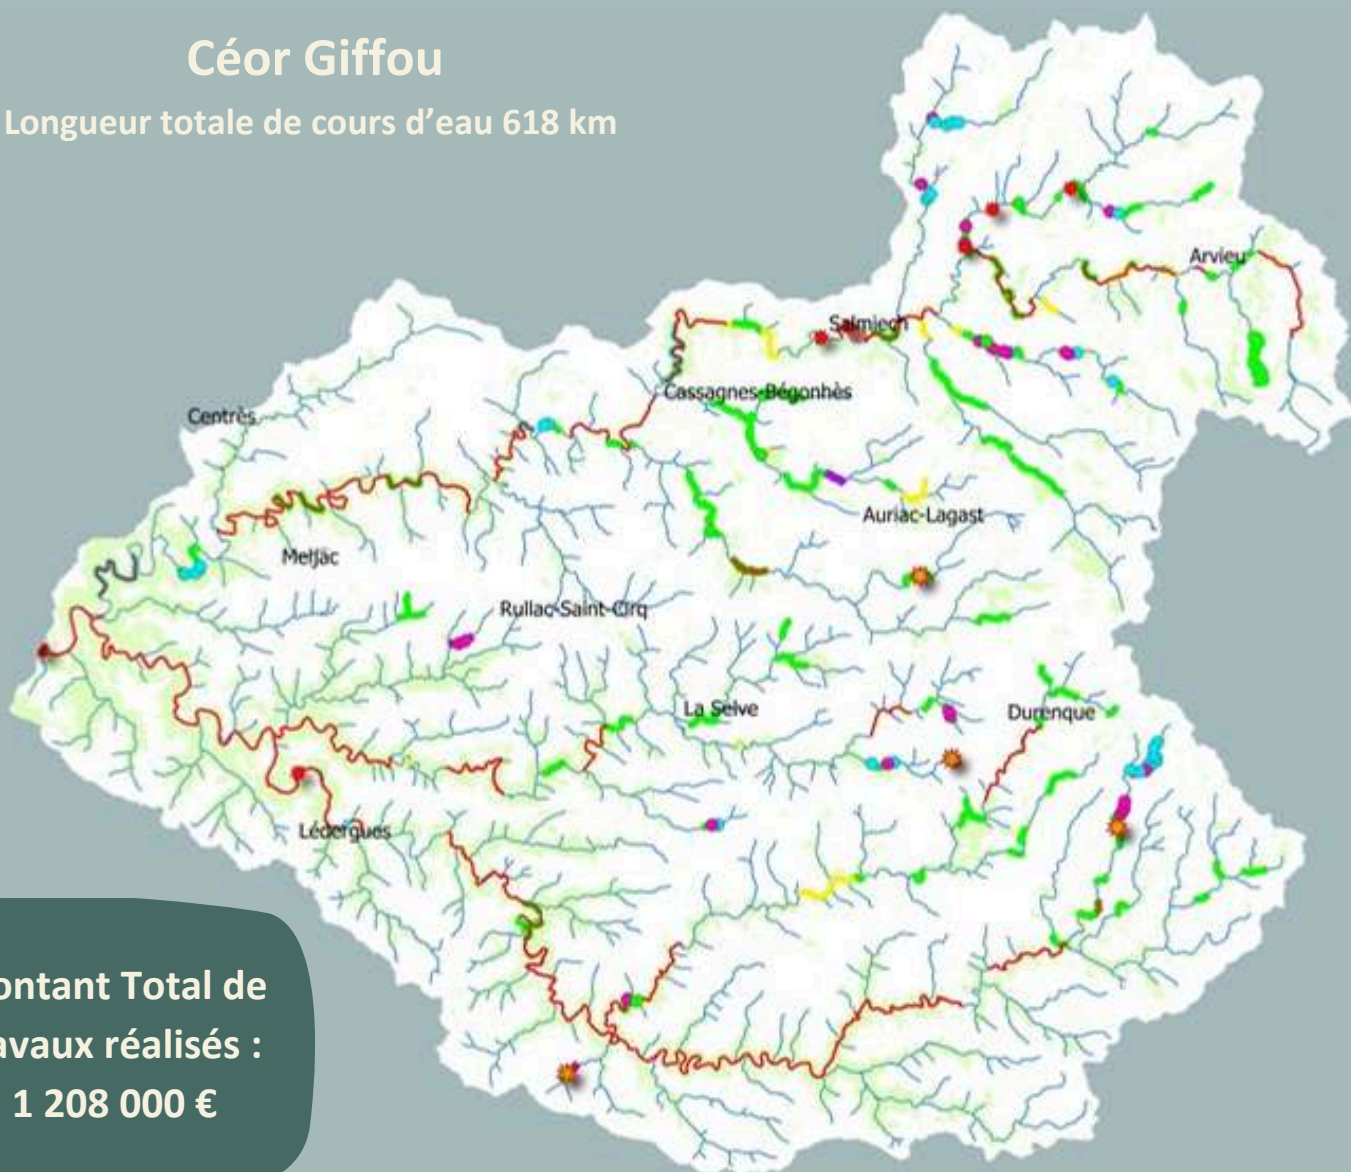 Céor Giffou
Longueur totale de cours d'eau 618 km
Arvieu
Salmiech
Cassagnes-Bégonhès
Centrès
Auriac-Lagast
Meljac
Rullac-Saint-Cirq
La Selve
Durenque
Lédergues
ontant Total de
avaux réalisés :
1 208 000 €